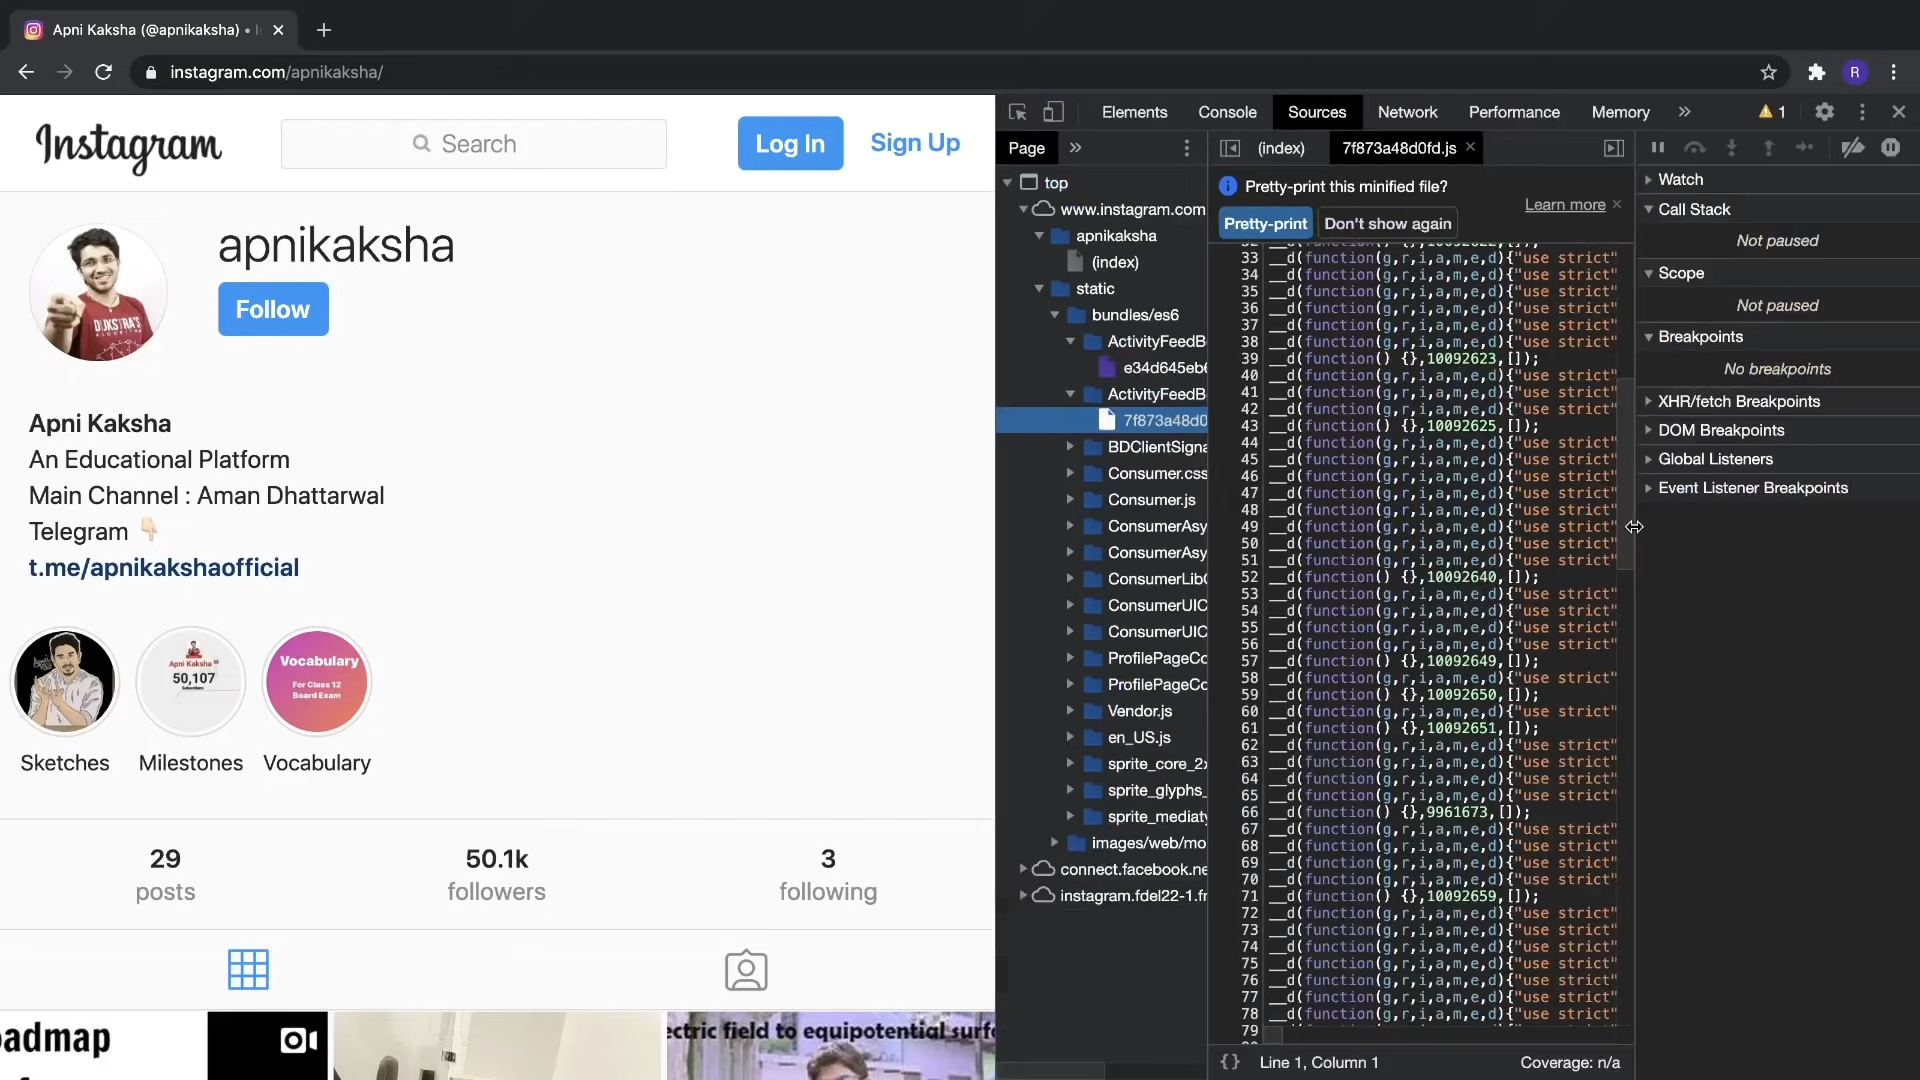 Apni Kaksha (@apnikaksha) •
instagram.com/apnikaksha/
R
Instagram
Search
Log In
Sign Up
apnikaksha
Follow
DIJKSTRA'S
Apni Kaksha
An Educational Platform
Main Channel : Aman Dhattarwal
Telegram 👇🏻
t.me/apnikakshaofficial
Apni Kaksha
50,107
Subscribers
Vocabulary
For Class 12
Board Exam
Sketches
Milestones
Vocabulary
29
posts
50.1k
followers
3
following
oadmap
ectric field to equipotential surf
Elements
Console
Sources
Network
Performance
Memory
1
Page
(index)
7f873a48d0fd.js
top
www.instagram.com
apnikaksha
(index)
static
bundles/es6
ActivityFeedB
e34d645eb
ActivityFeedB
7f873a48d0
BDClientSigna
Consumer.css
Consumer.js
ConsumerAsy
ConsumerAsy
ConsumerLib
ConsumerUIC
ConsumerUIC
ProfilePageCo
ProfilePageCo
Vendor.js
en_US.js
sprite_core_2
sprite_glyphs_
sprite_mediaty
images/web/mo
connect.facebook.ne
instagram.fdel22-1.f
Pretty-print this minified file?
Learn more
Pretty-print
Don't show again
32 __d(function() {},10092622,[]);
33 __d(function(g,r,i,a,m,e,d){"use strict"
34 __d(function(g,r,i,a,m,e,d){"use strict"
35 __d(function(g,r,i,a,m,e,d){"use strict"
36 __d(function(g,r,i,a,m,e,d){"use strict"
37 __d(function(g,r,i,a,m,e,d){"use strict"
38 __d(function(g,r,i,a,m,e,d){"use strict"
39 __d(function() {},10092623,[]);
40 __d(function(g,r,i,a,m,e,d){"use strict"
41 __d(function(g,r,i,a,m,e,d){"use strict"
42 __d(function(g,r,i,a,m,e,d){"use strict"
43 __d(function() {},10092625,[]);
44 __d(function(g,r,i,a,m,e,d){"use strict"
45 __d(function(g,r,i,a,m,e,d){"use strict"
46 __d(function(g,r,i,a,m,e,d){"use strict"
47 __d(function(g,r,i,a,m,e,d){"use strict"
48 __d(function(g,r,i,a,m,e,d){"use strict"
49 __d(function(g,r,i,a,m,e,d){"use strict"
50 __d(function(g,r,i,a,m,e,d){"use strict"
51 __d(function(g,r,i,a,m,e,d){"use strict"
52 __d(function() {},10092640,[]);
53 __d(function(g,r,i,a,m,e,d){"use strict"
54 __d(function(g,r,i,a,m,e,d){"use strict"
55 __d(function(g,r,i,a,m,e,d){"use strict"
56 __d(function(g,r,i,a,m,e,d){"use strict"
57 __d(function() {},10092649,[]);
58 __d(function(g,r,i,a,m,e,d){"use strict"
59 __d(function() {},10092650,[]);
60 __d(function(g,r,i,a,m,e,d){"use strict"
61 __d(function() {},10092651,[]);
62 __d(function(g,r,i,a,m,e,d){"use strict"
63 __d(function(g,r,i,a,m,e,d){"use strict"
64 __d(function(g,r,i,a,m,e,d){"use strict"
65 __d(function(g,r,i,a,m,e,d){"use strict"
66 __d(function() {},9961673,[]);
67 __d(function(g,r,i,a,m,e,d){"use strict"
68 __d(function(g,r,i,a,m,e,d){"use strict"
69 __d(function(g,r,i,a,m,e,d){"use strict"
70 __d(function(g,r,i,a,m,e,d){"use strict"
71 __d(function() {},10092659,[]);
72 __d(function(g,r,i,a,m,e,d){"use strict"
73 __d(function(g,r,i,a,m,e,d){"use strict"
74 __d(function(g,r,i,a,m,e,d){"use strict"
75 __d(function(g,r,i,a,m,e,d){"use strict"
76 __d(function(g,r,i,a,m,e,d){"use strict"
77 __d(function(g,r,i,a,m,e,d){"use strict"
78 __d(function(g,r,i,a,m,e,d){"use strict"
79
{} Line 1, Column 1
Coverage: n/a
Watch
Call Stack
Not paused
Scope
Not paused
Breakpoints
No breakpoints
XHR/fetch Breakpoints
DOM Breakpoints
Global Listeners
Event Listener Breakpoints